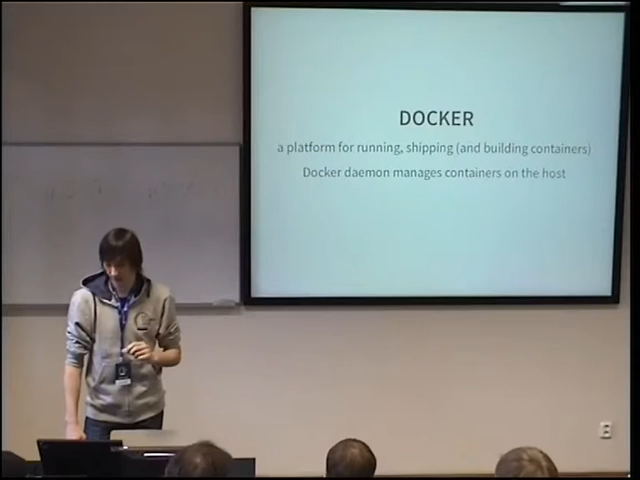 DOCKER
a platform for running, shipping (and building containers)
Docker daemon manages containers on the host